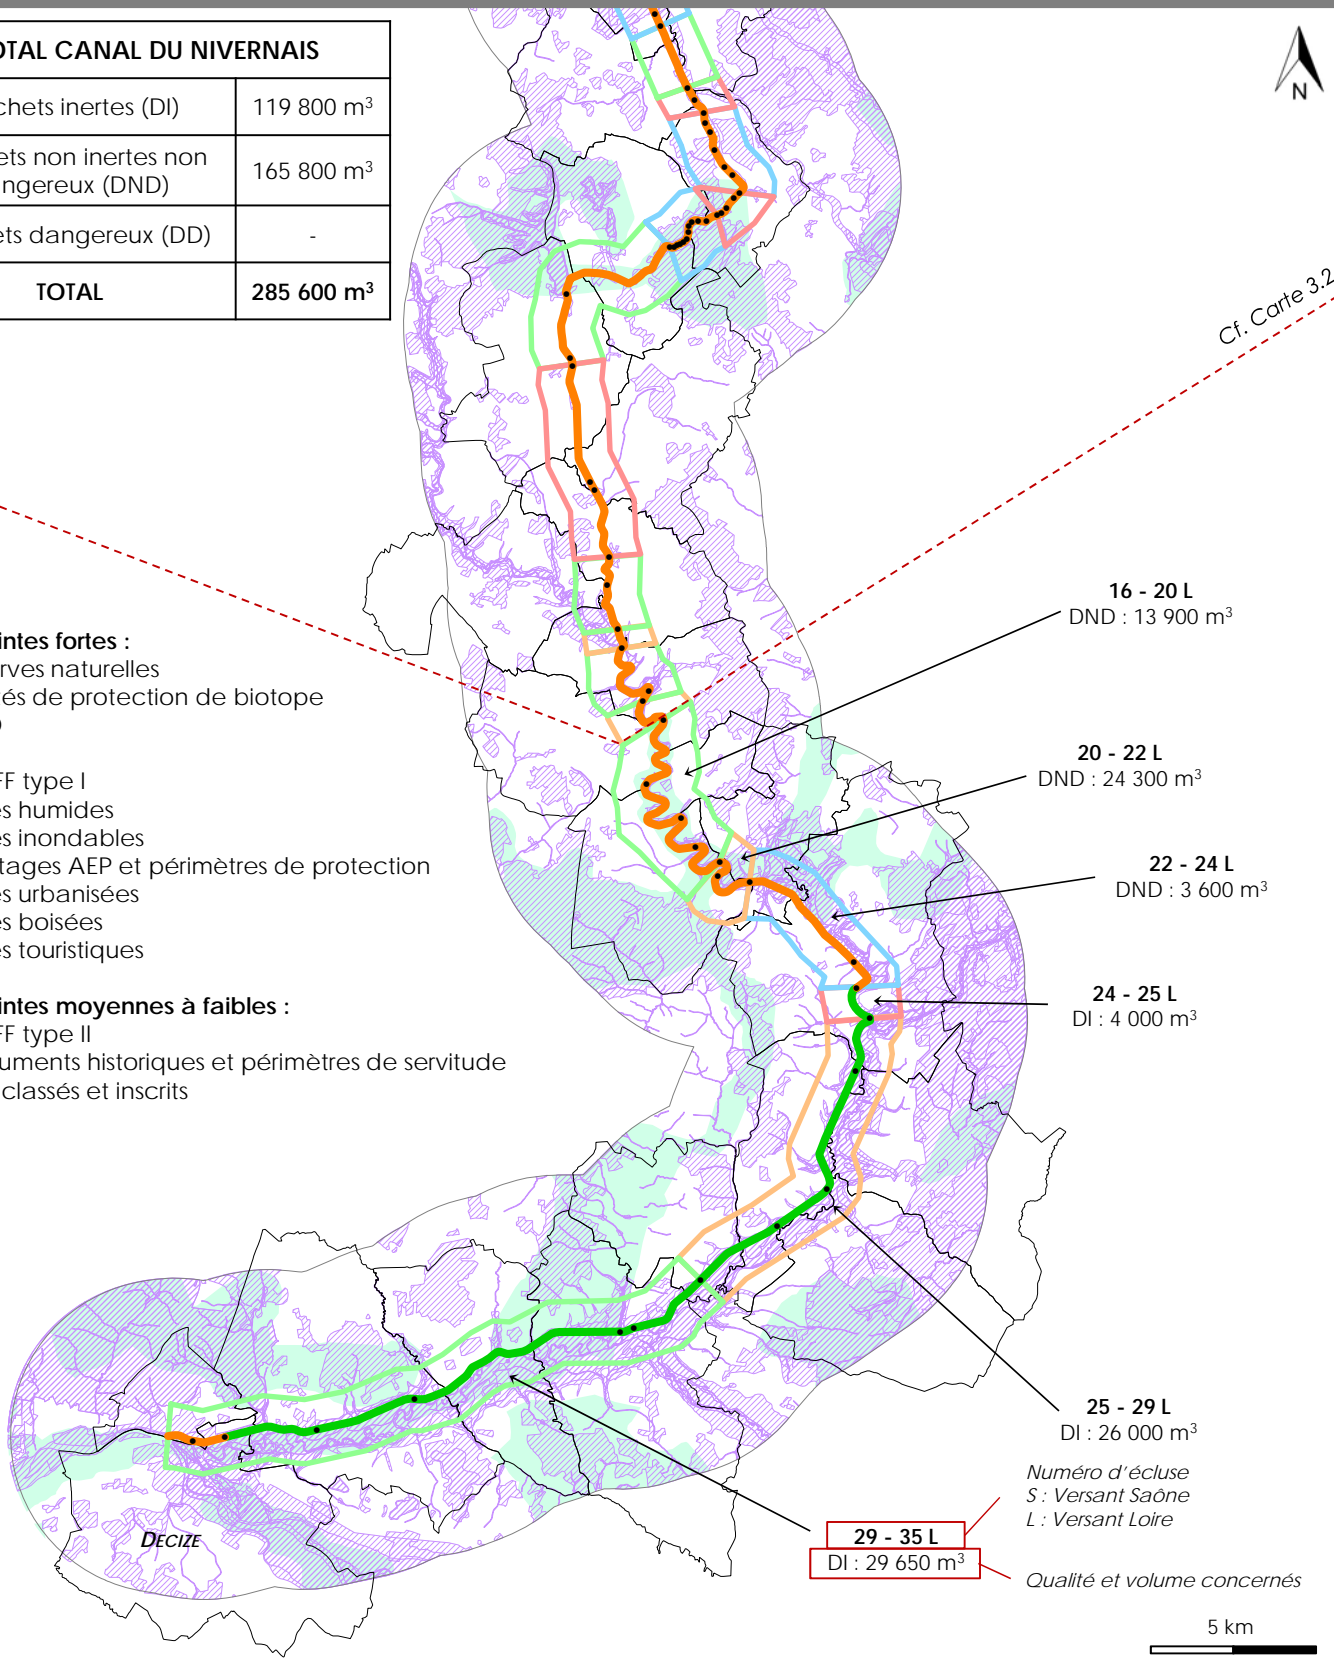 OTAL CANAL DU NIVERNAIS
chets inertes (DI) 119 800 m³
ets non inertes non
ngereux (DND) 165 800 m³
ets dangereux (DD) -
TOTAL 285 600 m³
N
Cf. Carte 3.2
intes fortes :
rves naturelles
és de protection de biotope
FF type I
es humides
es inondables
tages AEP et périmètres de protection
es urbanisées
es boisées
es touristiques
intes moyennes à faibles :
FF type II
uments historiques et périmètres de servitude
classés et inscrits
16 - 20 L
DND : 13 900 m³
20 - 22 L
DND : 24 300 m³
22 - 24 L
DND : 3 600 m³
24 - 25 L
DI : 4 000 m³
25 - 29 L
DI : 26 000 m³
Numéro d'écluse
S : Versant Saône
L : Versant Loire
29 - 35 L
DI : 29 650 m³
Qualité et volume concernés
DECIZE
5 km